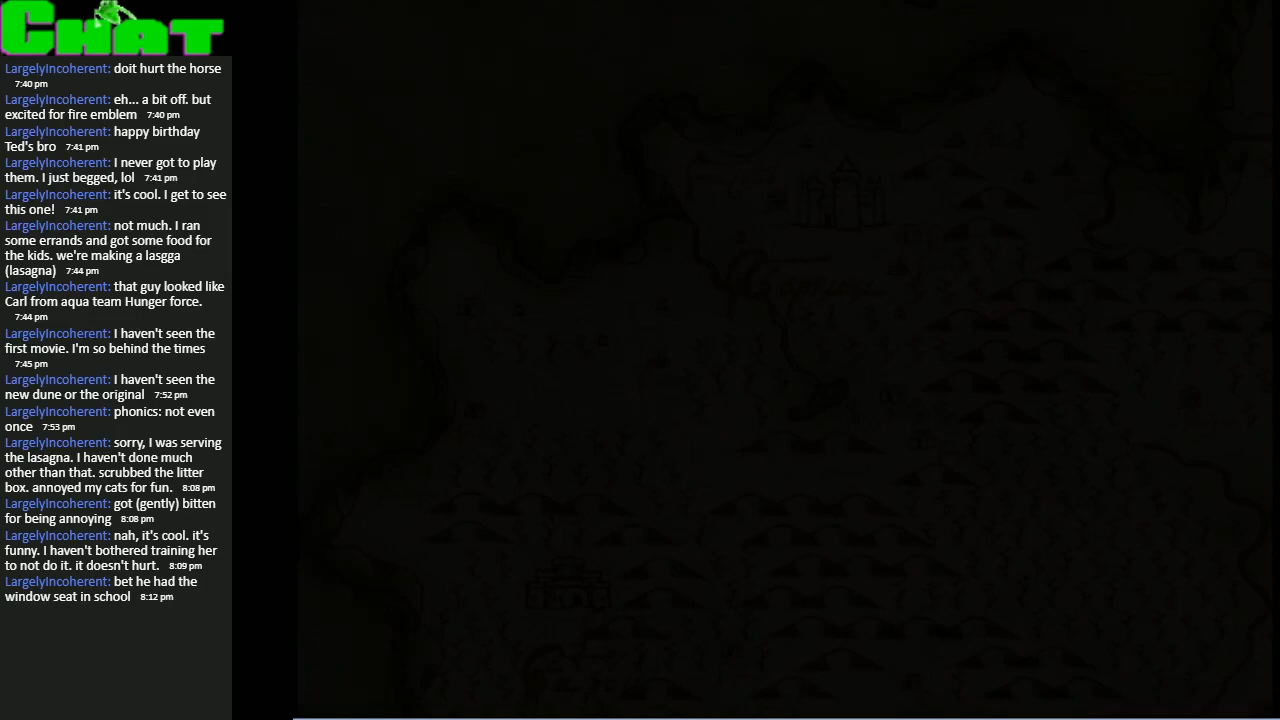 CHAT
LargelyIncoherent: doit hurt the horse
7:40 pm
LargelyIncoherent: eh... a bit off. but
excited for fire emblem 7:40 pm
LargelyIncoherent: happy birthday
Ted's bro 7:41 pm
LargelyIncoherent: I never got to play
them. I just begged, lol 7:41 pm
LargelyIncoherent: it's cool. I get to see
this one! 7:41 pm
LargelyIncoherent: not much. I ran
some errands and got some food for
the kids. we're making a lasgga
(lasagna) 7:44 pm
LargelyIncoherent: that guy looked like
Carl from aqua team Hunger force.
7:44 pm
LargelyIncoherent: I haven't seen the
first movie. I'm so behind the times
7:45 pm
LargelyIncoherent: I haven't seen the
new dune or the original 7:52 pm
LargelyIncoherent: phonics: not even
once 7:53 pm
LargelyIncoherent: sorry, I was serving
the lasagna. I haven't done much
other than that. scrubbed the litter
box. annoyed my cats for fun. 8:08 pm
LargelyIncoherent: got (gently) bitten
for being annoying 8:08 pm
LargelyIncoherent: nah, it's cool. it's
funny. I haven't bothered training her
to not do it. it doesn't hurt. 8:09 pm
LargelyIncoherent: bet he had the
window seat in school 8:12 pm